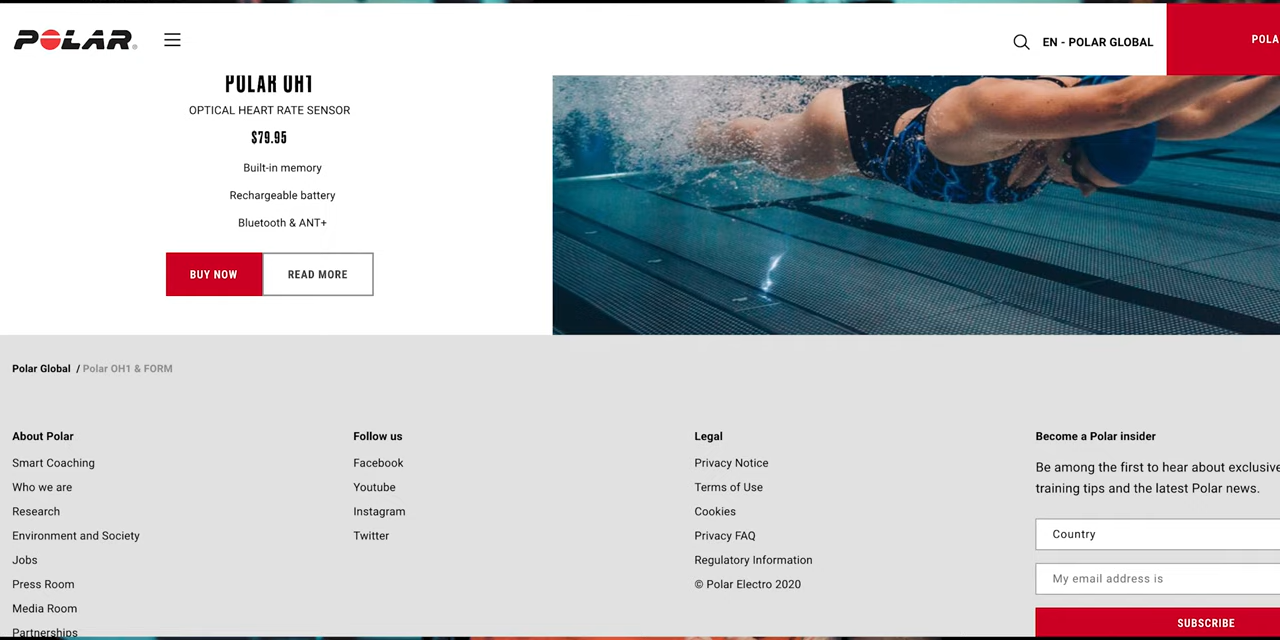 POLAR
EN - POLAR GLOBAL
POLAR OH1
OPTICAL HEART RATE SENSOR
$79.95
Built-in memory
Rechargeable battery
Bluetooth & ANT+
BUY NOW
READ MORE
Polar Global / Polar OH1 & FORM
About Polar
Smart Coaching
Who we are
Research
Environment and Society
Jobs
Press Room
Media Room
Partnerships
Follow us
Facebook
Youtube
Instagram
Twitter
Legal
Privacy Notice
Terms of Use
Cookies
Privacy FAQ
Regulatory Information
© Polar Electro 2020
Become a Polar insider
Be among the first to hear about exclusive
training tips and the latest Polar news.
Country
My email address is
SUBSCRIBE